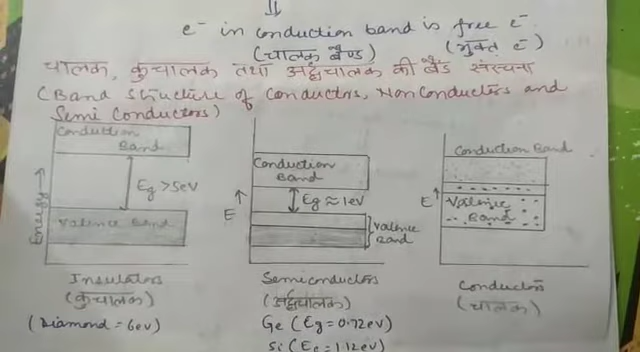 e⁻ in conduction band is free e⁻
(चालक बैण्ड) (मुक्त e⁻)
चालक, कुचालक तथा अर्द्धचालक की बैंड संरचना
(Band Structure of conductors, Nonconductors and
Semi Conductors)
Conduction
Band
Eg >5eV
Valence Band
Energy →
Insulators
(कुचालक)
(Diamond = 6ev)
Conduction
Band
E ↑
Eg ≈ 1ev
Valence
Band
Semiconductors
(अर्द्धचालक)
Ge (Eg = 0.72ev)
Si (Eg = 1.12ev)
Conduction Band
E ↑
Valence
Band
Conductors
(चालक)